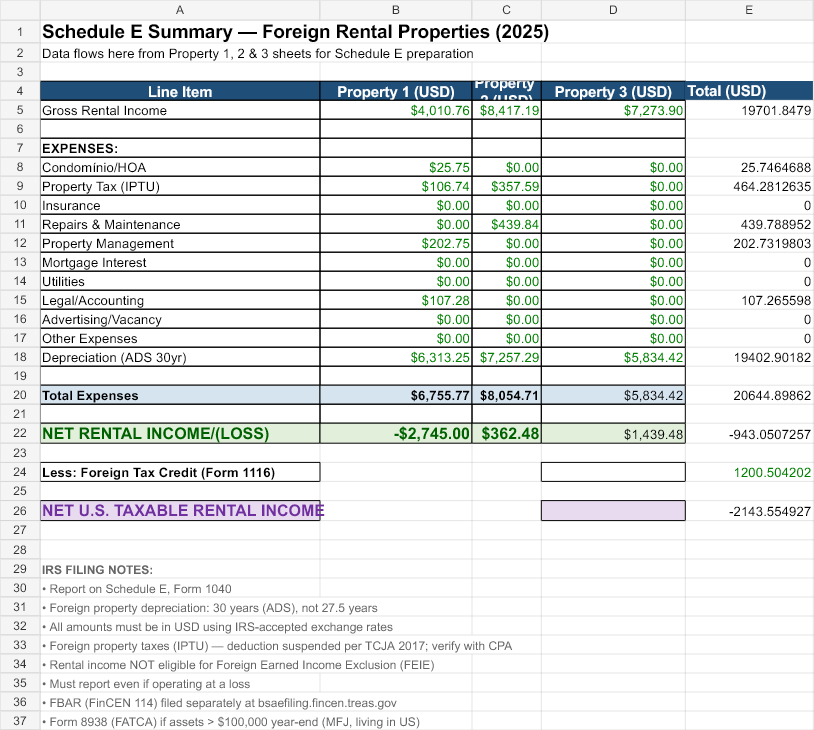 A B C D E
1 Schedule E Summary — Foreign Rental Properties (2025)
2 Data flows here from Property 1, 2 & 3 sheets for Schedule E preparation
3
4 Line Item Property 1 (USD) Property 2 (USD) Property 3 (USD) Total (USD)
5 Gross Rental Income $4,010.76 $8,417.19 $7,273.90 19701.8479
6
7 EXPENSES:
8 Condomínio/HOA $25.75 $0.00 $0.00 25.7464688
9 Property Tax (IPTU) $106.74 $357.59 $0.00 464.2812635
10 Insurance $0.00 $0.00 $0.00 0
11 Repairs & Maintenance $0.00 $439.84 $0.00 439.788952
12 Property Management $202.75 $0.00 $0.00 202.7319803
13 Mortgage Interest $0.00 $0.00 $0.00 0
14 Utilities $0.00 $0.00 $0.00 0
15 Legal/Accounting $107.28 $0.00 $0.00 107.265598
16 Advertising/Vacancy $0.00 $0.00 $0.00 0
17 Other Expenses $0.00 $0.00 $0.00 0
18 Depreciation (ADS 30yr) $6,313.25 $7,257.29 $5,834.42 19402.90182
19
20 Total Expenses $6,755.77 $8,054.71 $5,834.42 20644.89862
21
22 NET RENTAL INCOME/(LOSS) -$2,745.00 $362.48 $1,439.48 -943.0507257
23
24 Less: Foreign Tax Credit (Form 1116) 1200.504202
25
26 NET U.S. TAXABLE RENTAL INCOME -2143.554927
27
28
29 IRS FILING NOTES:
30 • Report on Schedule E, Form 1040
31 • Foreign property depreciation: 30 years (ADS), not 27.5 years
32 • All amounts must be in USD using IRS-accepted exchange rates
33 • Foreign property taxes (IPTU) — deduction suspended per TCJA 2017; verify with CPA
34 • Rental income NOT eligible for Foreign Earned Income Exclusion (FEIE)
35 • Must report even if operating at a loss
36 • FBAR (FinCEN 114) filed separately at bsaefiling.fincen.treas.gov
37 • Form 8938 (FATCA) if assets > $100,000 year-end (MFJ, living in US)